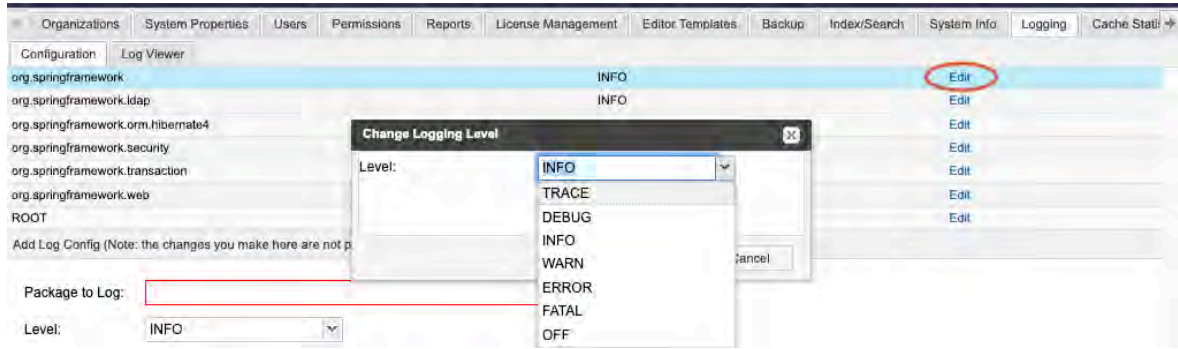 Organizations System Properties Users Permissions Reports License Management Editor Templates Backup Index/Search System Info Logging Cache Statis
Configuration Log Viewer
org.springframework INFO Edit
org.springframework.ldap INFO Edit
org.springframework.orm.hibernate4 Edit
org.springframework.security Edit
org.springframework.transaction Edit
org.springframework.web Edit
ROOT Edit
Add Log Config (Note: the changes you make here are not p
Change Logging Level
Level: INFO
TRACE
DEBUG
INFO
WARN
ERROR
FATAL
OFF
Cancel
Package to Log:
Level: INFO